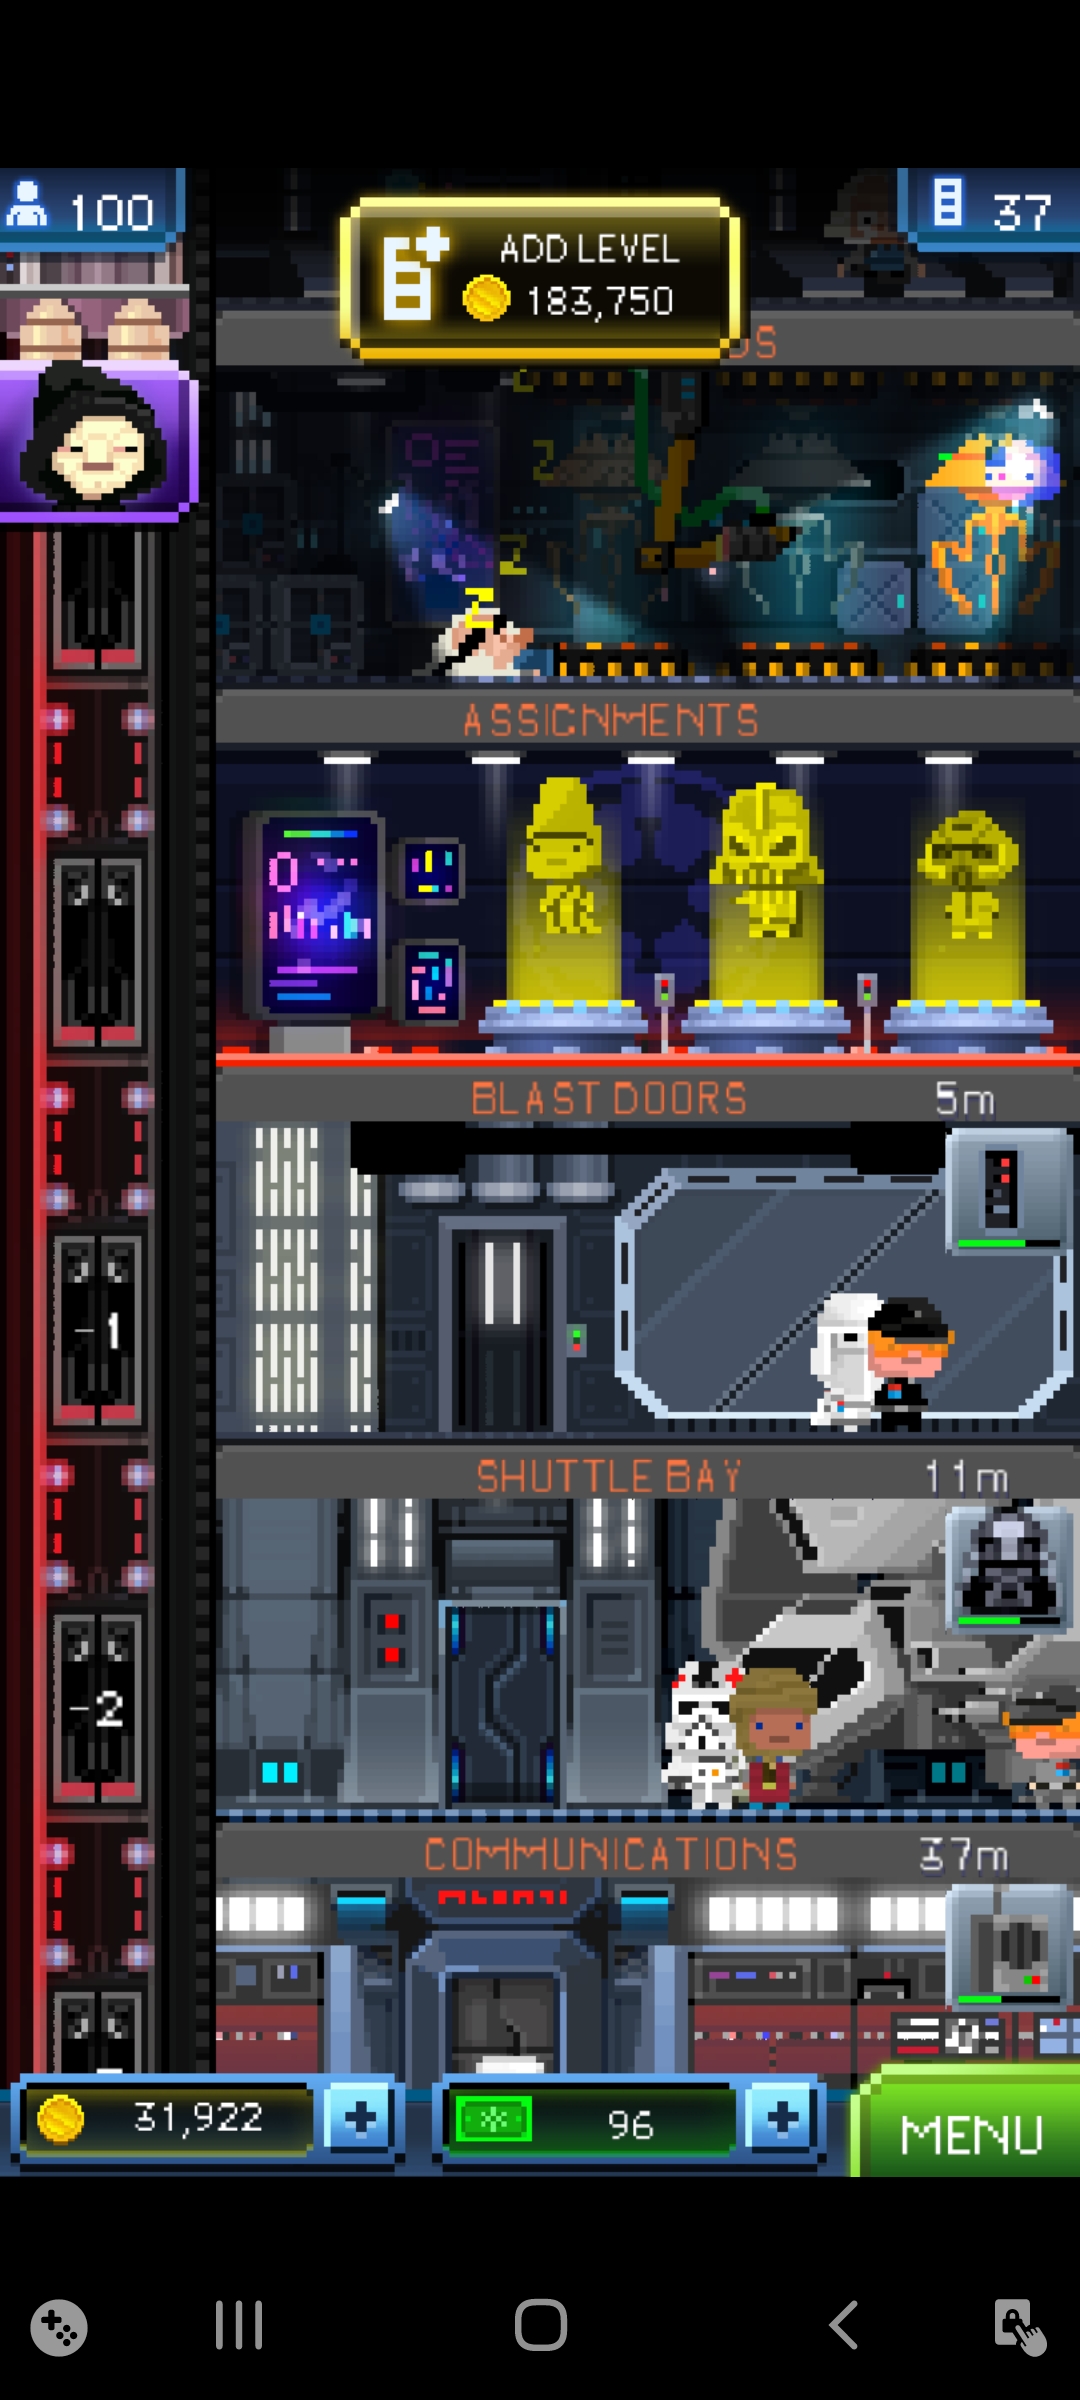 100
ADD LEVEL
183,750
37
DS
Z
Z
Z
Z
ASSIGNMENTS
BLAST DOORS 5m
-1
SHUTTLE BAY 11m
-2
COMMUNICATIONS 37m
31,922
96
MENU